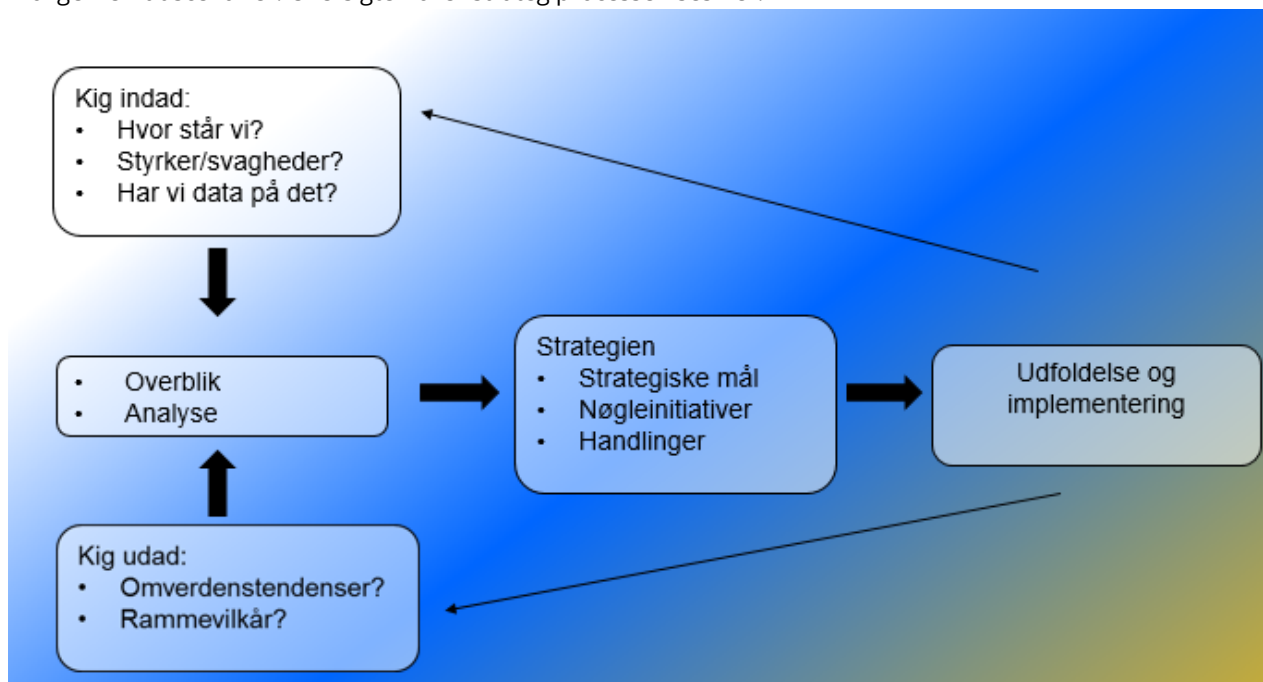 Kig indad:
• Hvor står vi?
• Styrker/svagheder?
• Har vi data på det?
• Overblik
• Analyse
Strategien
• Strategiske mål
• Nøgleinitiativer
• Handlinger
Udfoldelse og
implementering
Kig udad:
• Omverdenstendenser?
• Rammevilkår?